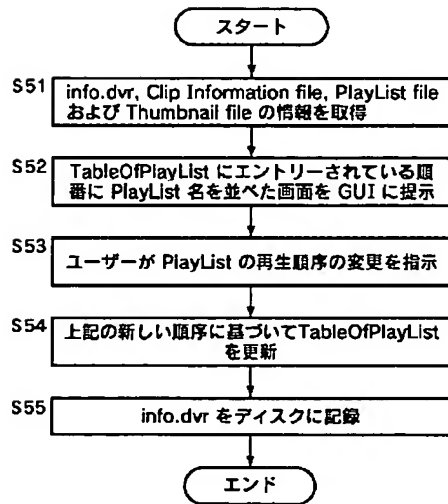 スタート
S51
info.dvr, Clip Information file, PlayList file
および Thumbnail file の情報を取得
S52
TableOfPlayList にエントリーされている順
番に PlayList 名を並べた画面を GUI に提示
S53
ユーザーが PlayList の再生順序の変更を指示
S54
上記の新しい順序に基づいてTableOfPlayList
を更新
S55
info.dvr をディスクに記録
エンド